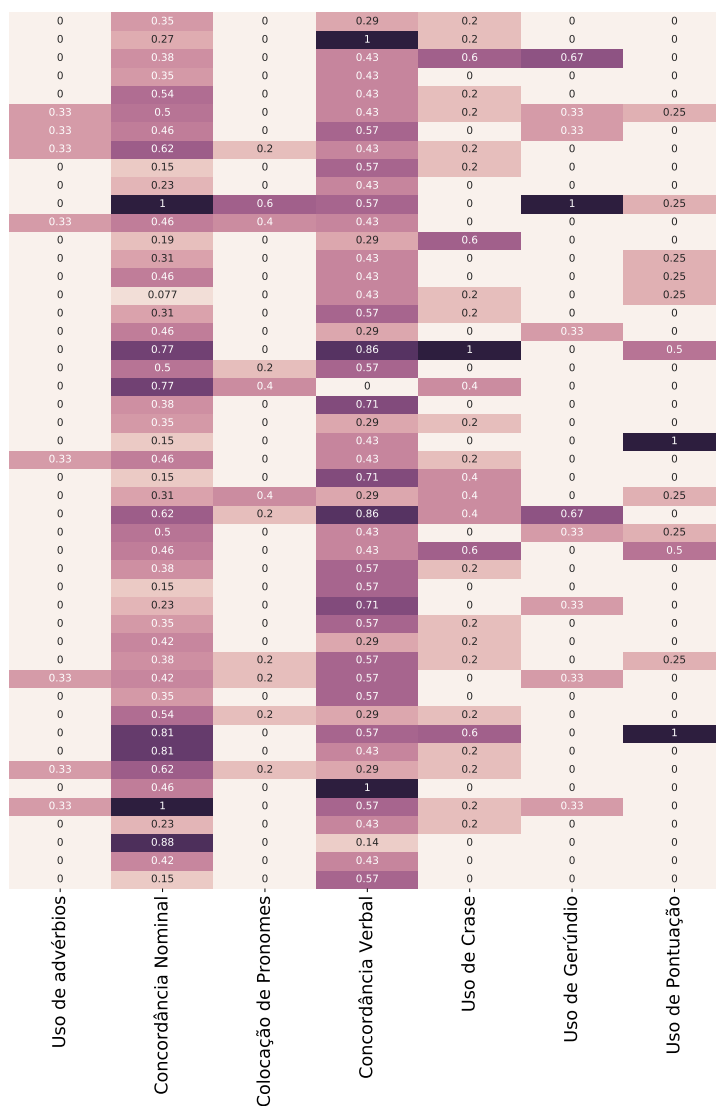 0 0.35 0 0.29 0.2 0 0
0 0.27 0 1 0.2 0 0
0 0.38 0 0.43 0.6 0.67 0
0 0.35 0 0.43 0 0 0
0 0.54 0 0.43 0.2 0 0
0.33 0.5 0 0.43 0.2 0.33 0.25
0.33 0.46 0 0.57 0 0.33 0
0.33 0.62 0.2 0.43 0.2 0 0
0 0.15 0 0.57 0.2 0 0
0 0.23 0 0.43 0 0 0
0 1 0.6 0.57 0 1 0.25
0.33 0.46 0.4 0.43 0 0 0
0 0.19 0 0.29 0.6 0 0
0 0.31 0 0.43 0 0 0.25
0 0.46 0 0.43 0 0 0.25
0 0.077 0 0.43 0.2 0 0.25
0 0.31 0 0.57 0.2 0 0
0 0.46 0 0.29 0 0.33 0
0 0.77 0 0.86 1 0 0.5
0 0.5 0.2 0.57 0 0 0
0 0.77 0.4 0 0.4 0 0
0 0.38 0 0.71 0 0 0
0 0.35 0 0.29 0.2 0 0
0 0.15 0 0.43 0 0 1
0.33 0.46 0 0.43 0.2 0 0
0 0.15 0 0.71 0.4 0 0
0 0.31 0.4 0.29 0.4 0 0.25
0 0.62 0.2 0.86 0.4 0.67 0
0 0.5 0 0.43 0 0.33 0.25
0 0.46 0 0.43 0.6 0 0.5
0 0.38 0 0.57 0.2 0 0
0 0.15 0 0.57 0 0 0
0 0.23 0 0.71 0 0.33 0
0 0.35 0 0.57 0.2 0 0
0 0.42 0 0.29 0.2 0 0
0 0.38 0.2 0.57 0.2 0 0.25
0.33 0.42 0.2 0.57 0 0.33 0
0 0.35 0 0.57 0 0 0
0 0.54 0.2 0.29 0.2 0 0
0 0.81 0 0.57 0.6 0 1
0 0.81 0 0.43 0.2 0 0
0.33 0.62 0.2 0.29 0.2 0 0
0 0.46 0 1 0 0 0
0.33 1 0 0.57 0.2 0.33 0
0 0.23 0 0.43 0.2 0 0
0 0.88 0 0.14 0 0 0
0 0.42 0 0.43 0 0 0
0 0.15 0 0.57 0 0 0
Uso de advérbios
Concordância Nominal
Colocação de Pronomes
Concordância Verbal
Uso de Crase
Uso de Gerúndio
Uso de Pontuação